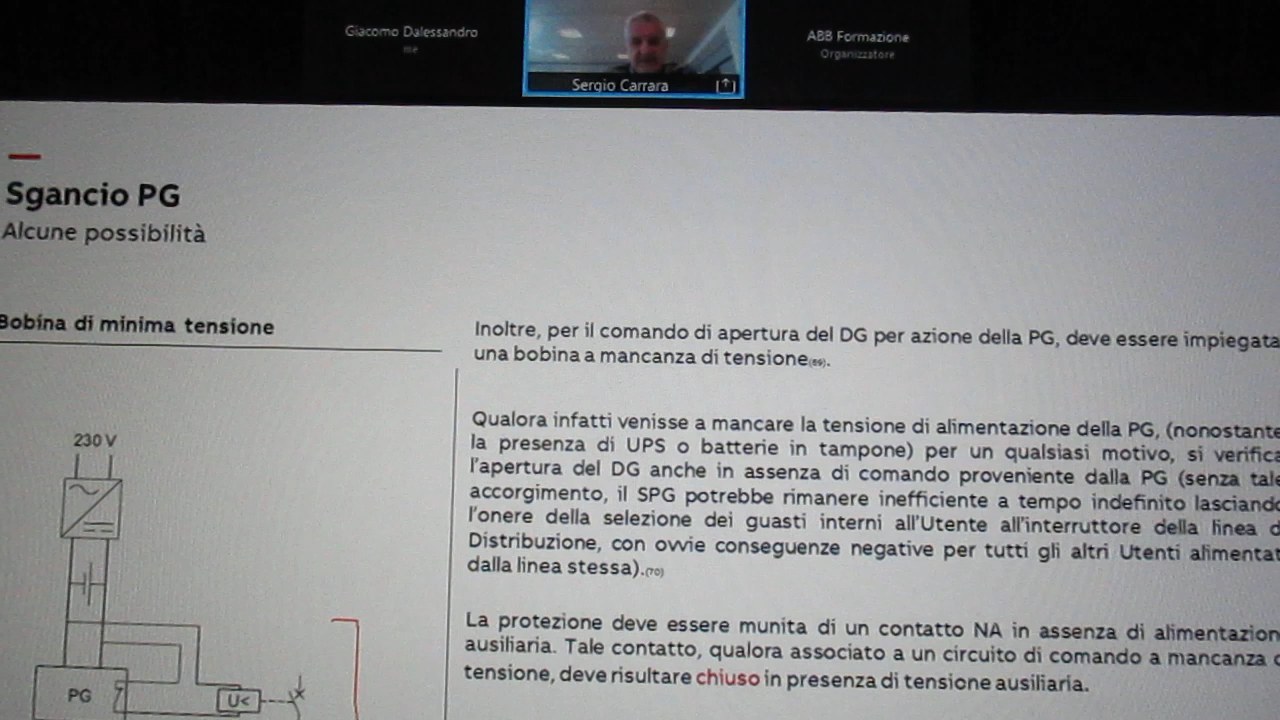 Giacomo Dalessandro
me
Sergio Carrara
ABB Formazione
Organizzatore
Sgancio PG
Alcune possibilità
Bobina di minima tensione
230 V
PG
U<
Inoltre, per il comando di apertura del DG per azione della PG, deve essere impiegata
una bobina a mancanza di tensione(69).
Qualora infatti venisse a mancare la tensione di alimentazione della PG, (nonostante
la presenza di UPS o batterie in tampone) per un qualsiasi motivo, si verifica
l'apertura del DG anche in assenza di comando proveniente dalla PG (senza tale
accorgimento, il SPG potrebbe rimanere inefficiente a tempo indefinito lasciando
l'onere della selezione dei guasti interni all'Utente all'interruttore della linea d
Distribuzione, con ovvie conseguenze negative per tutti gli altri Utenti alimentat
dalla linea stessa).(70)
La protezione deve essere munita di un contatto NA in assenza di alimentazion
ausiliaria. Tale contatto, qualora associato a un circuito di comando a mancanza d
tensione, deve risultare chiuso in presenza di tensione ausiliaria.